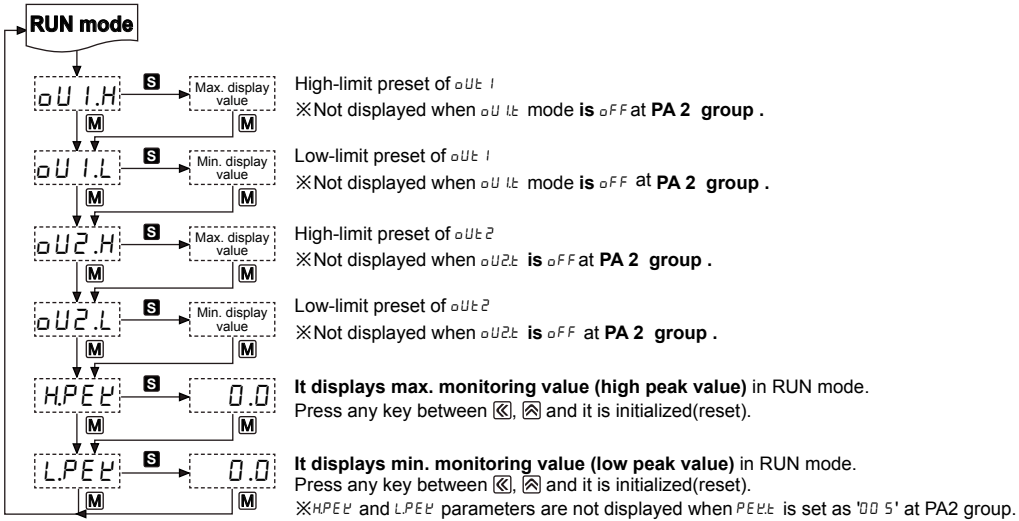 RUN mode
oU1.H S Max. display value
High-limit preset of oUt1
※Not displayed when oU1.t mode is oFF at PA 2 group .
M M
oU1.L S Min. display value
Low-limit preset of oUt1
※Not displayed when oU1.t mode is oFF at PA 2 group .
M M
oU2.H S Max. display value
High-limit preset of oUt2
※Not displayed when oU2.t is oFF at PA 2 group .
M M
oU2.L S Min. display value
Low-limit preset of oUt2
※Not displayed when oU2.t is oFF at PA 2 group .
M M
H.PEK S 0.0
It displays max. monitoring value (high peak value) in RUN mode.
Press any key between ≪, ︽ and it is initialized(reset).
M M
L.PEK S 0.0
It displays min. monitoring value (low peak value) in RUN mode.
Press any key between ≪, ︽ and it is initialized(reset).
M M
※H.PEK and L.PEK parameters are not displayed when PEK.t is set as '00 S' at PA2 group.